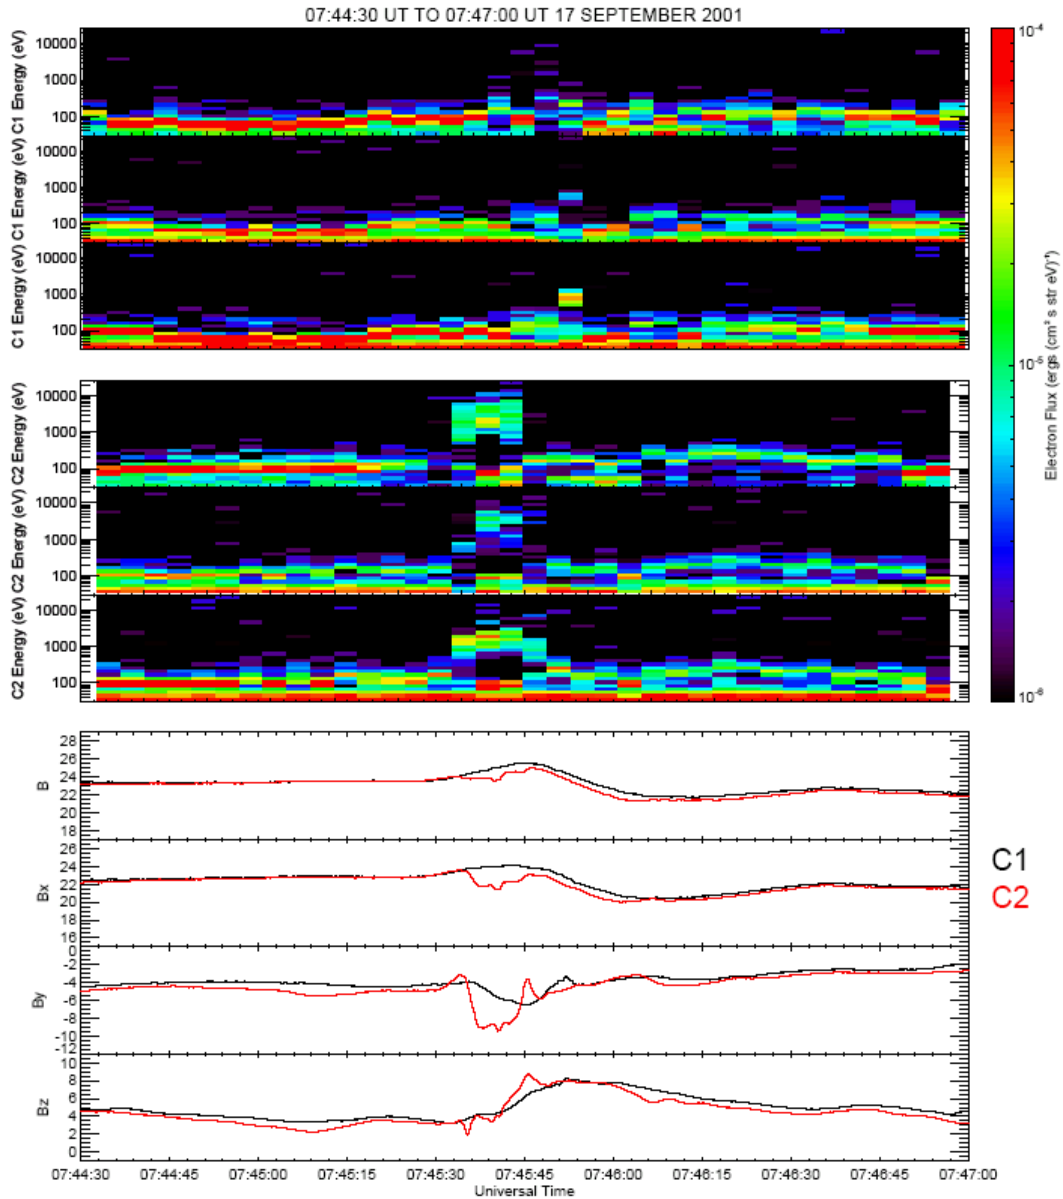 07:44:30 UT TO 07:47:00 UT 17 SEPTEMBER 2001
C1 Energy (eV)
10000
1000
100
C1 Energy (eV)
10000
1000
100
C1 Energy (eV)
10000
1000
100
C2 Energy (eV)
10000
1000
100
C2 Energy (eV)
10000
1000
100
C2 Energy (eV)
10000
1000
100
10⁻⁴
10⁻⁵
10⁻⁶
Electron Flux (ergs (cm² s str eV)⁻¹)
B
28
26
24
22
20
18
Bx
26
24
22
20
18
16
By
0
-2
-4
-6
-8
-10
-12
Bz
10
8
6
4
2
0
C1
C2
07:44:30 07:44:45 07:45:00 07:45:15 07:45:30 07:45:45 07:46:00 07:46:15 07:46:30 07:46:45 07:47:00
Universal Time